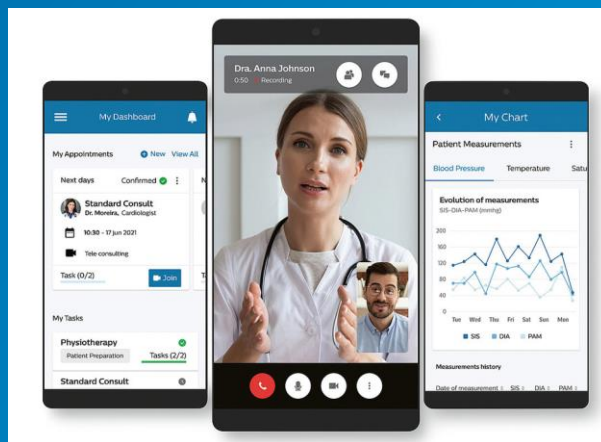 My Dashboard
My Appointments New View All
Next days Confirmed
Standard Consult
Dr. Moreira, Cardiologist
10:30 - 17 jun 2021
Tele consulting
Task (0/2) Join
My Tasks
Physiotherapy
Patient Preparation Tasks (2/2)
Standard Consult
Dra. Anna Johnson
0:50 Recording
My Chart
Patient Measurements
Blood Pressure Temperature Satu
Evolution of measurements
SIS-DIA-PAM (mmhg)
200
160
120
80
40
0
Tue Wed Thu Fri Sat Sun Mon
SIS DIA PAM
Measurements history
Date of measurement SIS DIA PAM